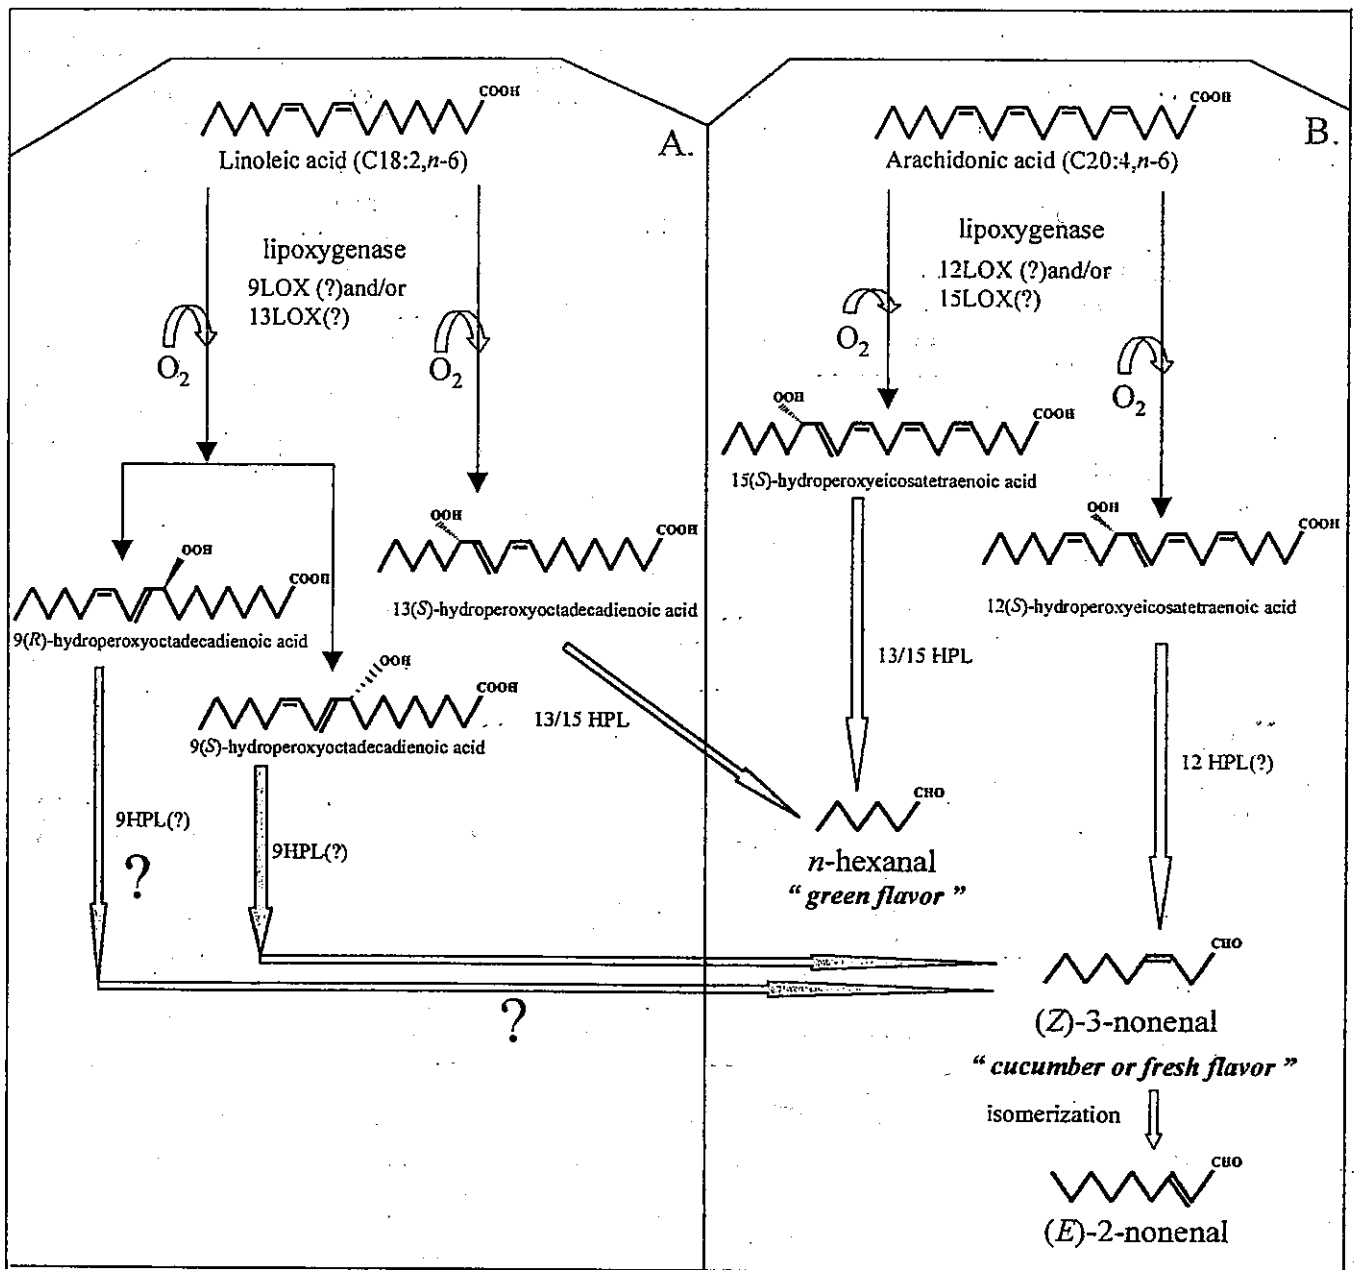 COOH
A.
Linoleic acid (C18:2,n-6)
lipoxygenase
9LOX (?)and/or
13LOX(?)
O2
O2
OOH
COOH
13(S)-hydroperoxyoctadecadienoic acid
OOH
COOH
9(R)-hydroperoxyoctadecadienoic acid
OOH
COOH
9(S)-hydroperoxyoctadecadienoic acid
13/15 HPL
9HPL(?)
?
9HPL(?)
?
COOH
B.
Arachidonic acid (C20:4,n-6)
lipoxygenase
12LOX (?)and/or
15LOX(?)
O2
O2
OOH
COOH
15(S)-hydroperoxyeicosatetraenoic acid
OOH
COOH
12(S)-hydroperoxyeicosatetraenoic acid
13/15 HPL
12 HPL(?)
CHO
n-hexanal
“ green flavor ”
CHO
(Z)-3-nonenal
“ cucumber or fresh flavor ”
isomerization
CHO
(E)-2-nonenal